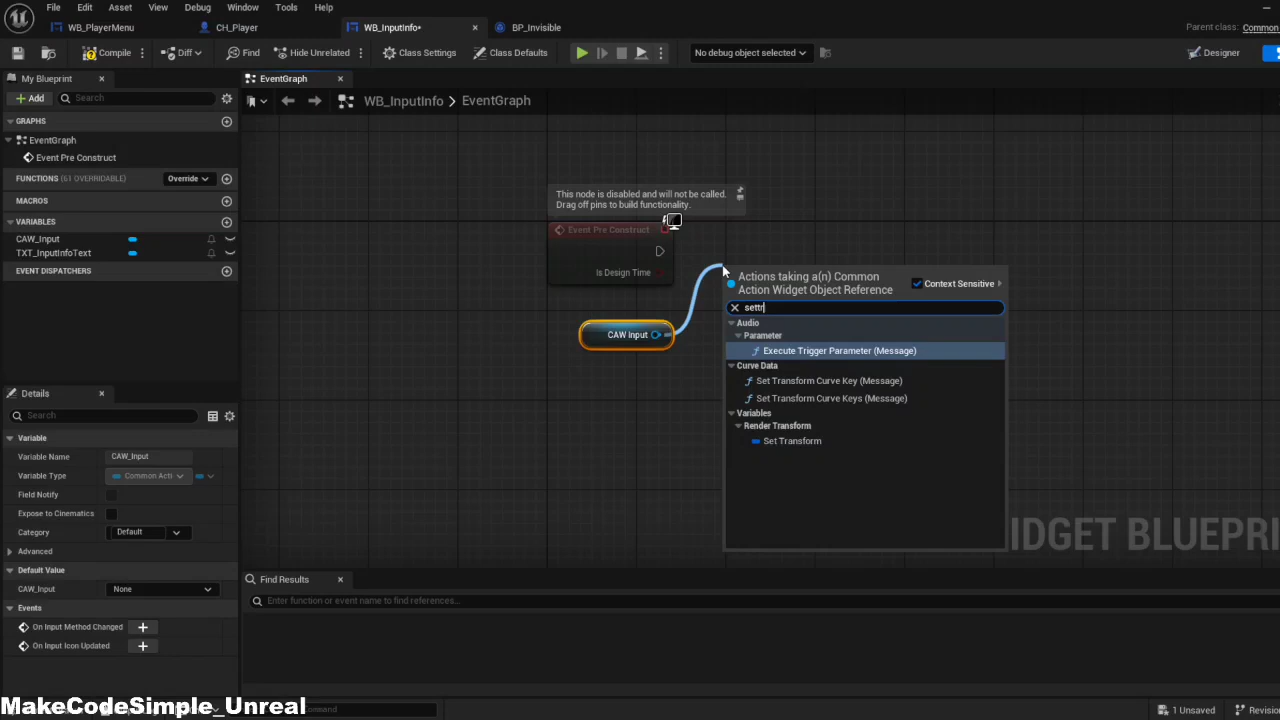 File Edit Asset View Debug Window Tools Help
WB_PlayerMenu CH_Player WB_InputInfo• × BP_Invisible Parent class: Common
Compile Diff Find Hide Unrelated Class Settings Class Defaults No debug object selected Designer
My Blueprint × EventGraph ×
+ Add Search WB_InputInfo > EventGraph
GRAPHS
EventGraph
Event Pre Construct
FUNCTIONS (61 OVERRIDABLE) Override
MACROS
VARIABLES
CAW_Input
TXT_InputInfoText
EVENT DISPATCHERS
This node is disabled and will not be called.
Drag off pins to build functionality.
Event Pre Construct
Is Design Time
CAW Input
Actions taking a(n) Common
Action Widget Object Reference
Context Sensitive
settr
Audio
Parameter
Execute Trigger Parameter (Message)
Curve Data
Set Transform Curve Key (Message)
Set Transform Curve Keys (Message)
Variables
Render Transform
Set Transform
IDGET BLUEPRI
Details ×
Search
Variable
Variable Name CAW_Input
Variable Type Common Acti
Field Notify
Expose to Cinematics
Category Default
Advanced
Default Value
CAW_Input None
Events
On Input Method Changed +
On Input Icon Updated +
Find Results ×
Enter function or event name to find references...
MakeCodeSimple_Unreal
ommand
1 Unsaved Revisio